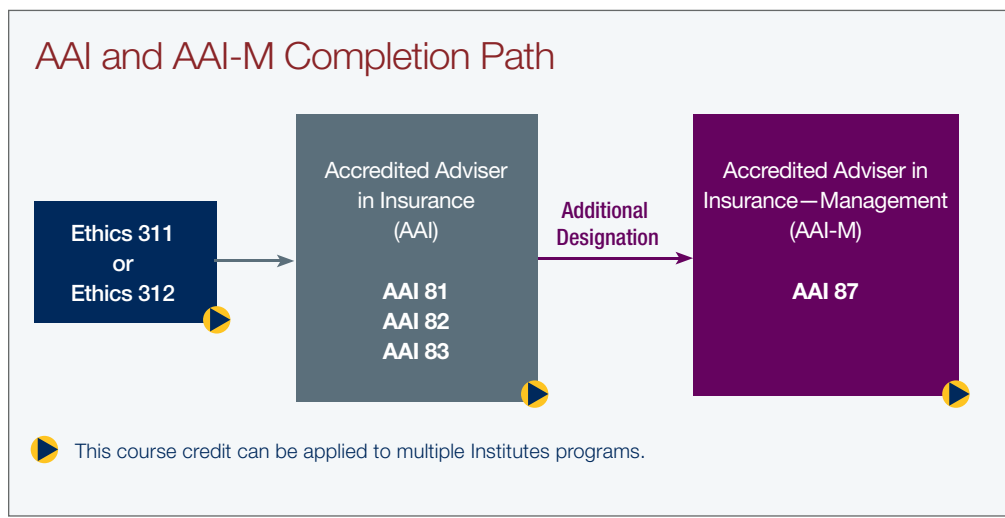 AAI and AAI-M Completion Path
Ethics 311
or
Ethics 312
Accredited Adviser
in Insurance
(AAI)
AAI 81
AAI 82
AAI 83
Additional
Designation
Accredited Adviser in
Insurance—Management
(AAI-M)
AAI 87
This course credit can be applied to multiple Institutes programs.